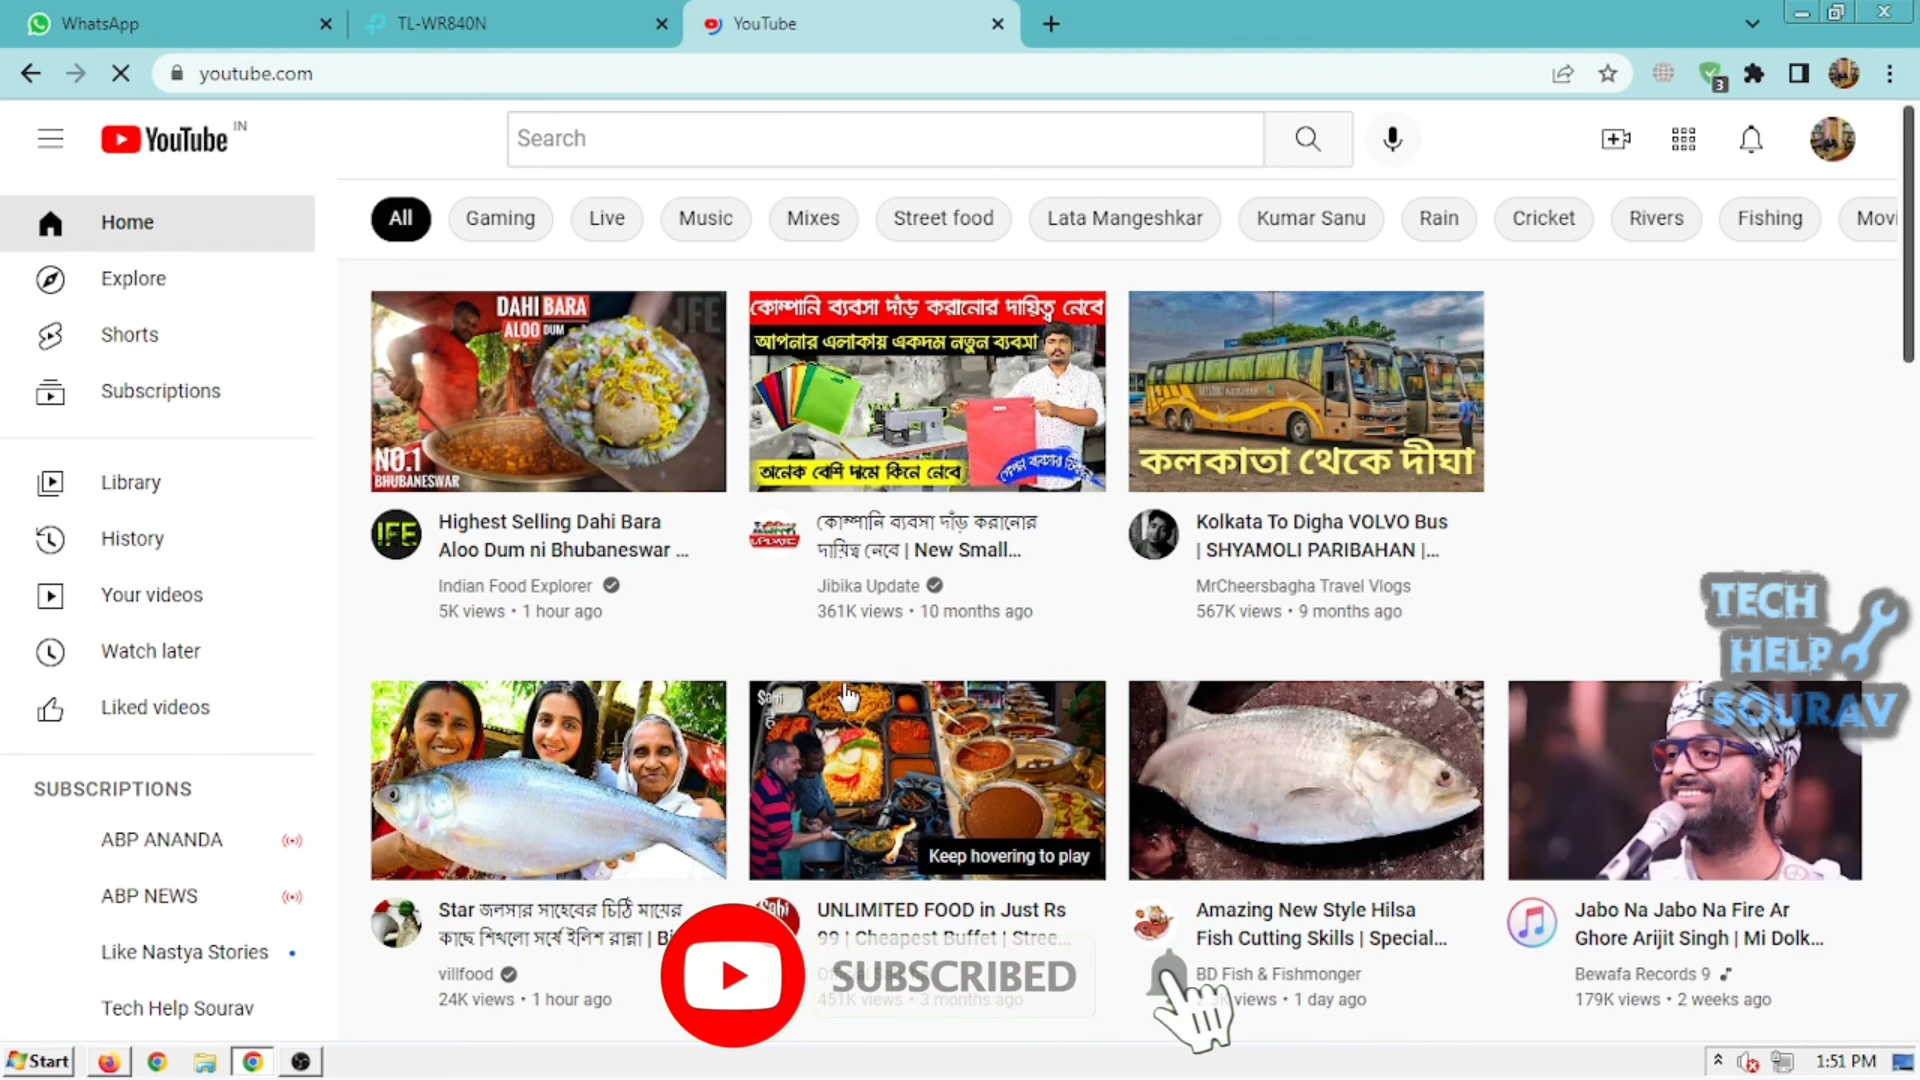 WhatsApp
TL-WR840N
YouTube
youtube.com
3
YouTube IN
Search
Home
Explore
Shorts
Subscriptions
Library
History
Your videos
Watch later
Liked videos
SUBSCRIPTIONS
ABP ANANDA
ABP NEWS
Like Nastya Stories
Tech Help Sourav
All
Gaming
Live
Music
Mixes
Street food
Lata Mangeshkar
Kumar Sanu
Rain
Cricket
Rivers
Fishing
Movi
DAHI BARA
ALOO DUM
IFE
NO.1
BHUBANESWAR
কোম্পানি ব্যবসা দাঁড় করানোর দায়িত্ব নেবে
আপনার এলাকায় একদম নতুন ব্যবসা
অনেক বেশি দামে কিনে নেবে
কলকাতা থেকে দীঘা
IFE
Highest Selling Dahi Bara
Aloo Dum ni Bhubaneswar ...
Indian Food Explorer
5K views • 1 hour ago
UPDATE
কোম্পানি ব্যবসা দাঁড় করানোর
দায়িত্ব নেবে | New Small...
Jibika Update
361K views • 10 months ago
Kolkata To Digha VOLVO Bus
| SHYAMOLI PARIBAHAN |...
MrCheersbagha Travel Vlogs
567K views • 9 months ago
TECH
HELP
SOURAV
Sahi
है
Keep hovering to play
Star জলসার সাহেবের চিঠি মায়ের
কাছে শিখলো সর্ষে ইলিশ রান্না | Bi
villfood
24K views • 1 hour ago
Sahi
UNLIMITED FOOD in Just Rs
99 | Cheapest Buffet | Stree...
451K views • 3 months ago
SUBSCRIBED
Amazing New Style Hilsa
Fish Cutting Skills | Special...
BD Fish & Fishmonger
views • 1 day ago
Jabo Na Jabo Na Fire Ar
Ghore Arijit Singh | Mi Dolk...
Bewafa Records 9
179K views • 2 weeks ago
Start
1:51 PM